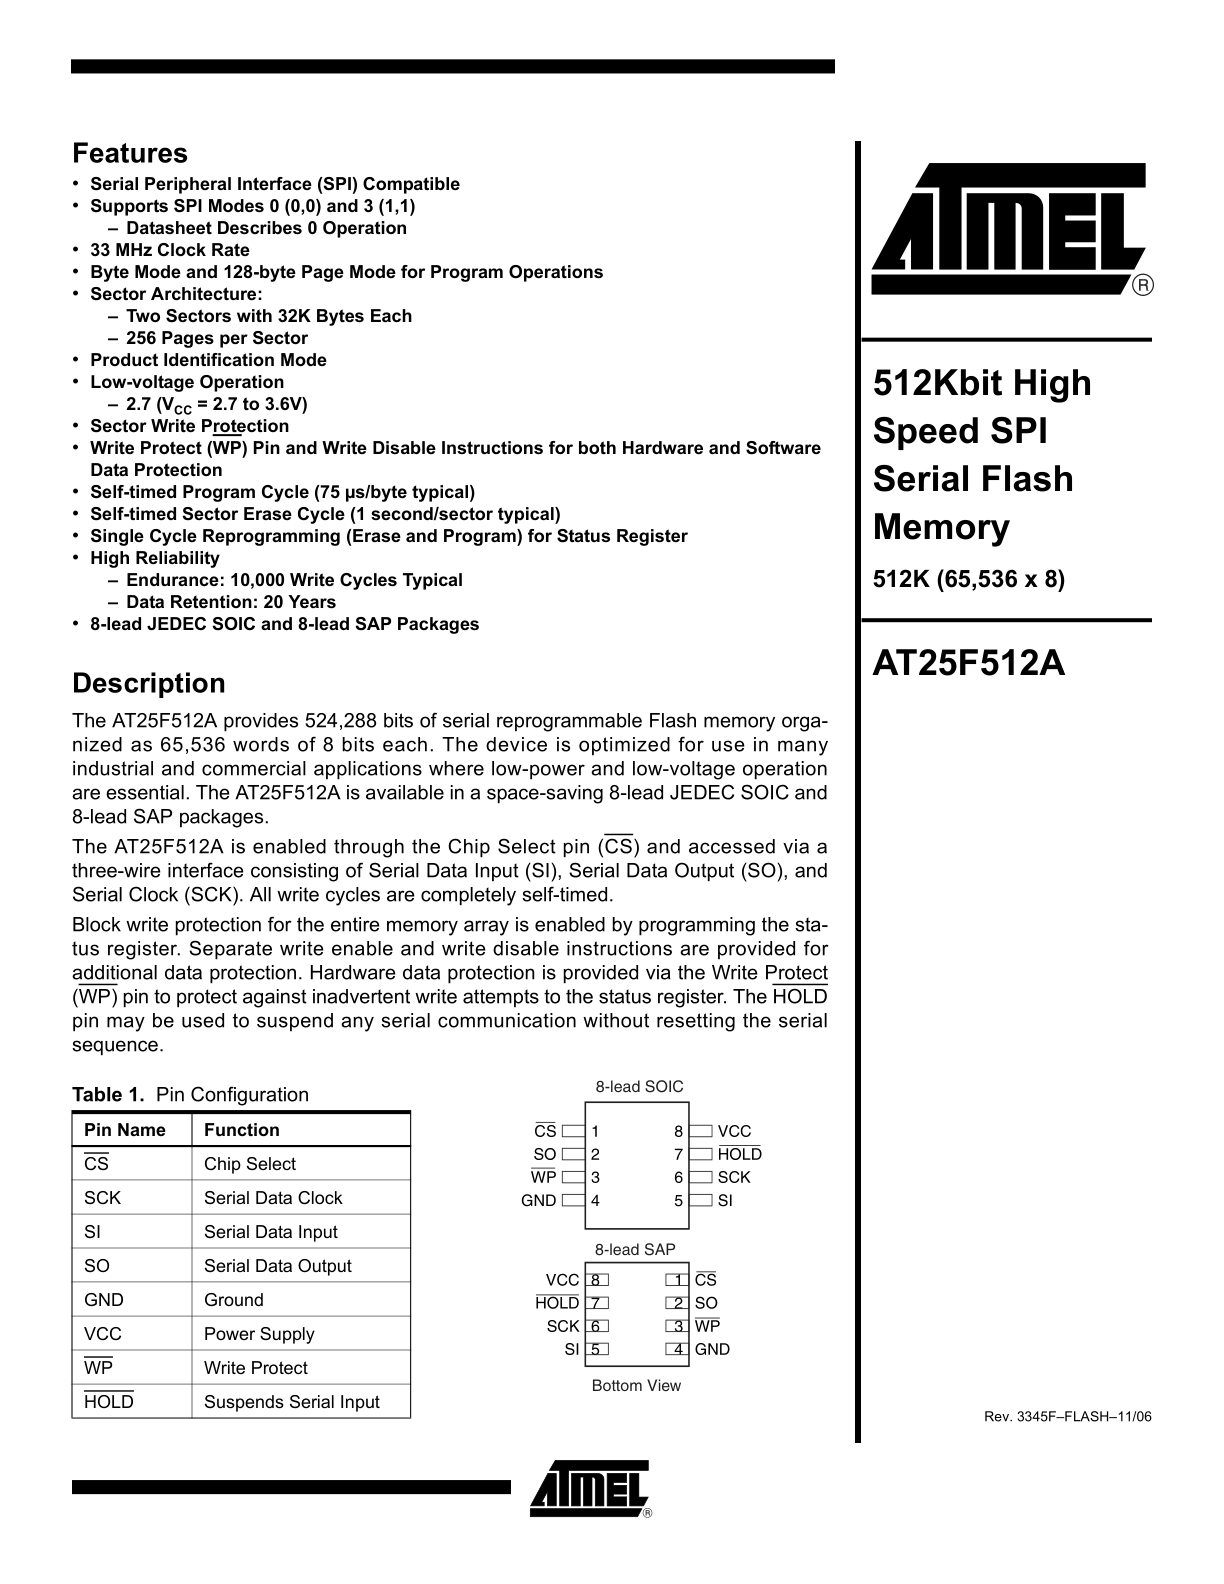 Features
• Serial Peripheral Interface (SPI) Compatible
• Supports SPI Modes 0 (0,0) and 3 (1,1)
– Datasheet Describes 0 Operation
• 33 MHz Clock Rate
• Byte Mode and 128-byte Page Mode for Program Operations
• Sector Architecture:
– Two Sectors with 32K Bytes Each
– 256 Pages per Sector
• Product Identification Mode
• Low-voltage Operation
– 2.7 (VCC = 2.7 to 3.6V)
• Sector Write Protection
• Write Protect (WP) Pin and Write Disable Instructions for both Hardware and Software
Data Protection
• Self-timed Program Cycle (75 µs/byte typical)
• Self-timed Sector Erase Cycle (1 second/sector typical)
• Single Cycle Reprogramming (Erase and Program) for Status Register
• High Reliability
– Endurance: 10,000 Write Cycles Typical
– Data Retention: 20 Years
• 8-lead JEDEC SOIC and 8-lead SAP Packages
Description
The AT25F512A provides 524,288 bits of serial reprogrammable Flash memory orga-
nized as 65,536 words of 8 bits each. The device is optimized for use in many
industrial and commercial applications where low-power and low-voltage operation
are essential. The AT25F512A is available in a space-saving 8-lead JEDEC SOIC and
8-lead SAP packages.
The AT25F512A is enabled through the Chip Select pin (CS) and accessed via a
three-wire interface consisting of Serial Data Input (SI), Serial Data Output (SO), and
Serial Clock (SCK). All write cycles are completely self-timed.
Block write protection for the entire memory array is enabled by programming the sta-
tus register. Separate write enable and write disable instructions are provided for
additional data protection. Hardware data protection is provided via the Write Protect
(WP) pin to protect against inadvertent write attempts to the status register. The HOLD
pin may be used to suspend any serial communication without resetting the serial
sequence.
Table 1. Pin Configuration
Pin Name Function
CS Chip Select
SCK Serial Data Clock
SI Serial Data Input
SO Serial Data Output
GND Ground
VCC Power Supply
WP Write Protect
HOLD Suspends Serial Input
8-lead SOIC
CS 1 8 VCC
SO 2 7 HOLD
WP 3 6 SCK
GND 4 5 SI
8-lead SAP
VCC 8 1 CS
HOLD 7 2 SO
SCK 6 3 WP
SI 5 4 GND
Bottom View
ATMEL ®
512Kbit High
Speed SPI
Serial Flash
Memory
512K (65,536 x 8)
AT25F512A
Rev. 3345F–FLASH–11/06
ATMEL ®